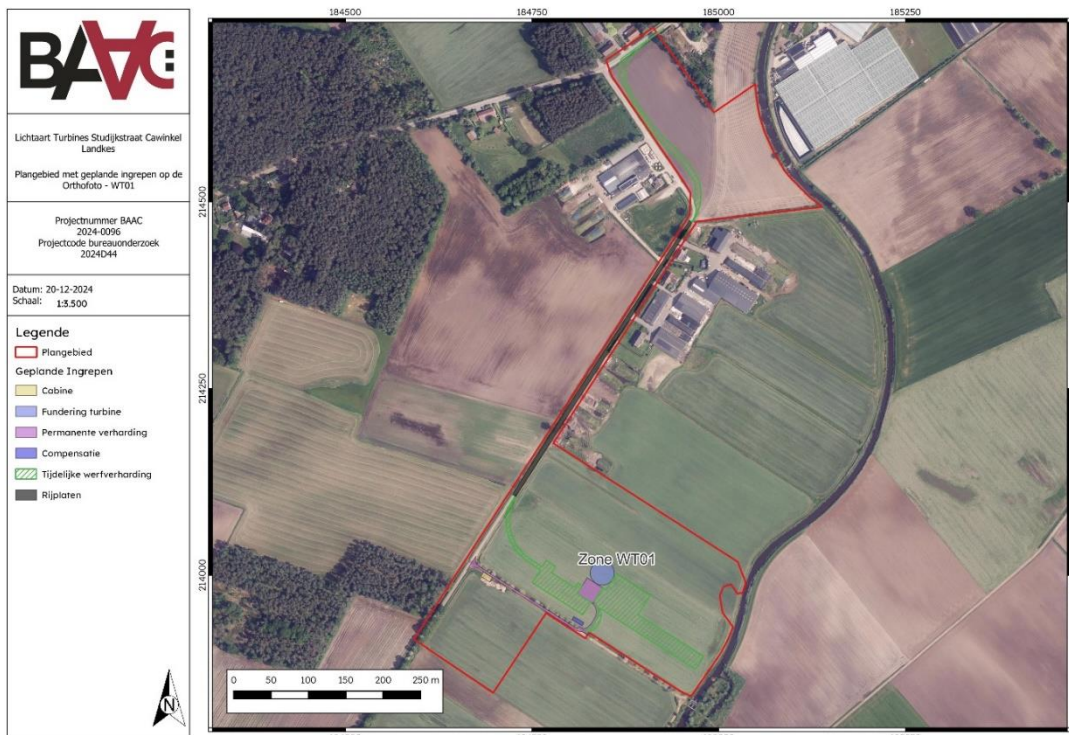 BAAC
Lichtaart Turbines Studijkstraat Cawinkel
Landkes
Plangebied met geplande ingrepen op de
Orthofoto - WT01
Projectnummer BAAC
2024-0096
Projectcode bureauonderzoek
2024D44
Datum: 20-12-2024
Schaal: 1:3.500
Legende
Plangebied
Geplande Ingrepen
Cabine
Fundering turbine
Permanente verharding
Compensatie
Tijdelijke werfverharding
Rijplaten
N
184500 184750 185000 185250
214500
214250
214000
Zone WT01
0 50 100 150 200 250 m